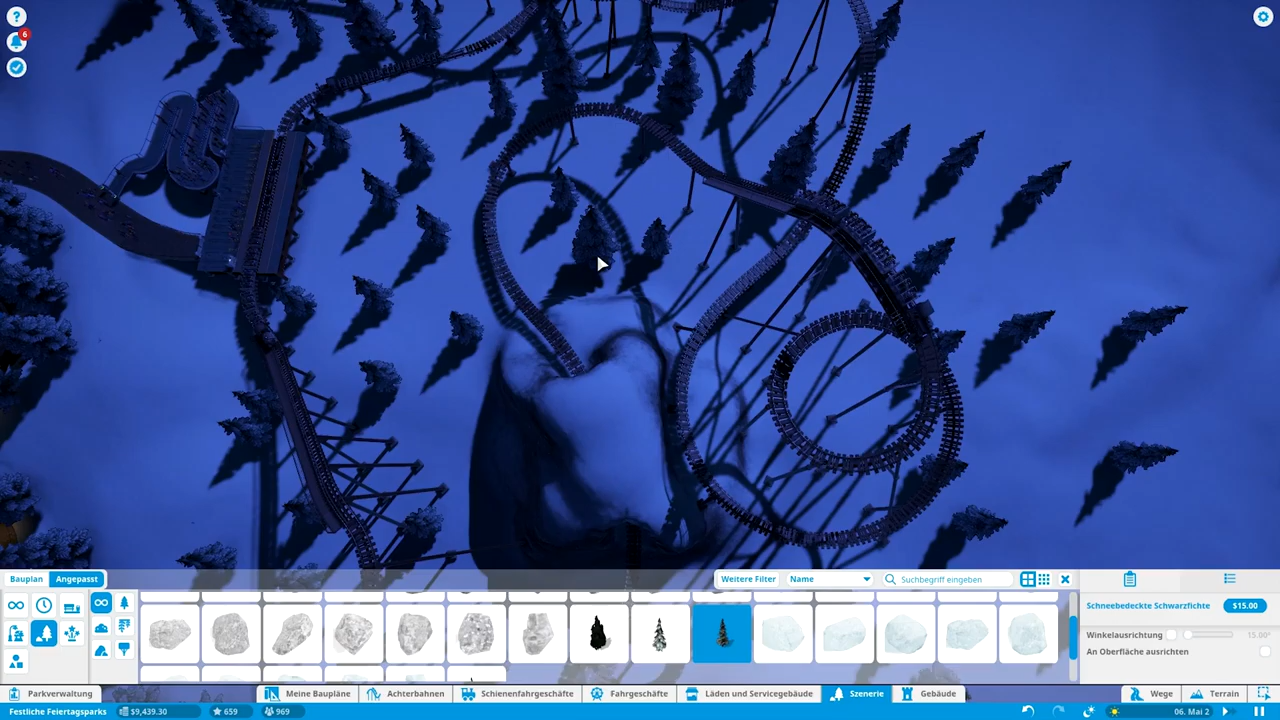 6
Bauplan
Angepasst
Weitere Filter
Name
Suchbegriff eingeben
Schneebedeckte Schwarzfichte
$15.00
Winkelausrichtung
15.00°
An Oberfläche ausrichten
Parkverwaltung
Meine Baupläne
Achterbahnen
Schienenfahrgeschäfte
Fahrgeschäfte
Läden und Servicegebäude
Szenerie
Gebäude
Wege
Terrain
Festliche Feiertagsparks
$9,439.30
659
969
06. Mai 2